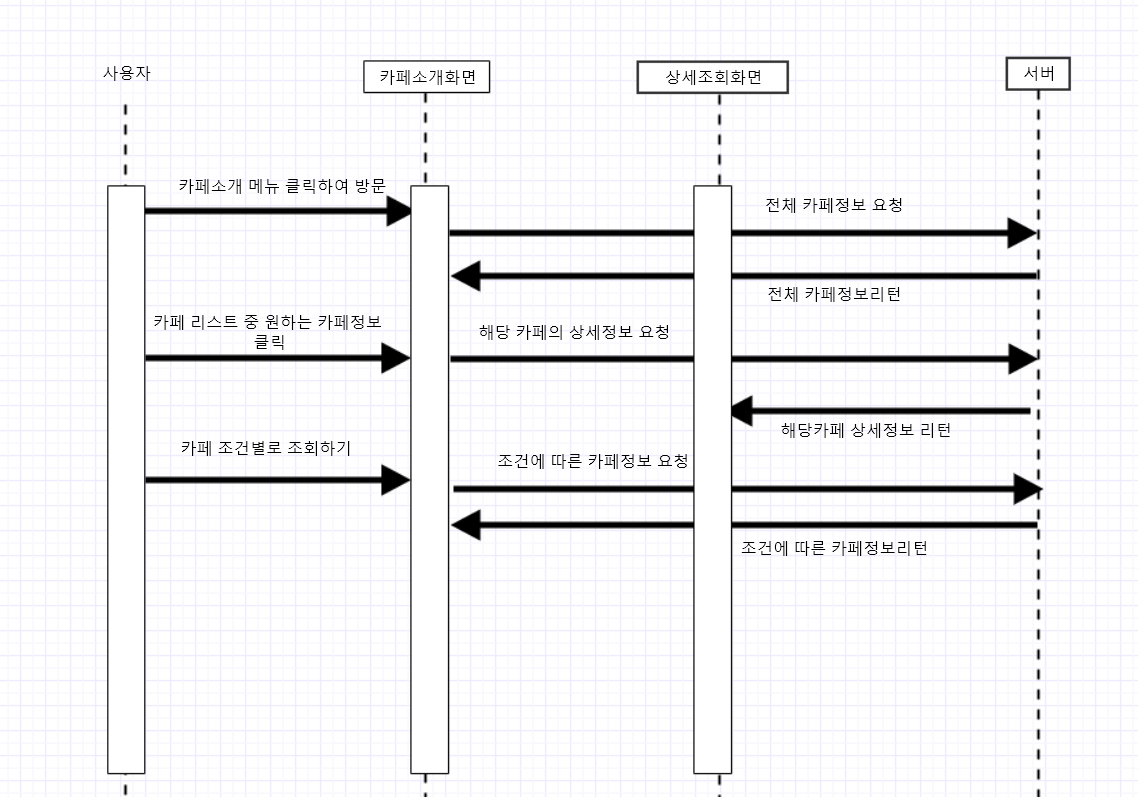 사용자
카페소개화면
상세조회화면
서버
카페소개 메뉴 클릭하여 방문
전체 카페정보 요청
전체 카페정보리턴
카페 리스트 중 원하는 카페정보
클릭
해당 카페의 상세정보 요청
해당카페 상세정보 리턴
카페 조건별로 조회하기
조건에 따른 카페정보 요청
조건에 따른 카페정보리턴